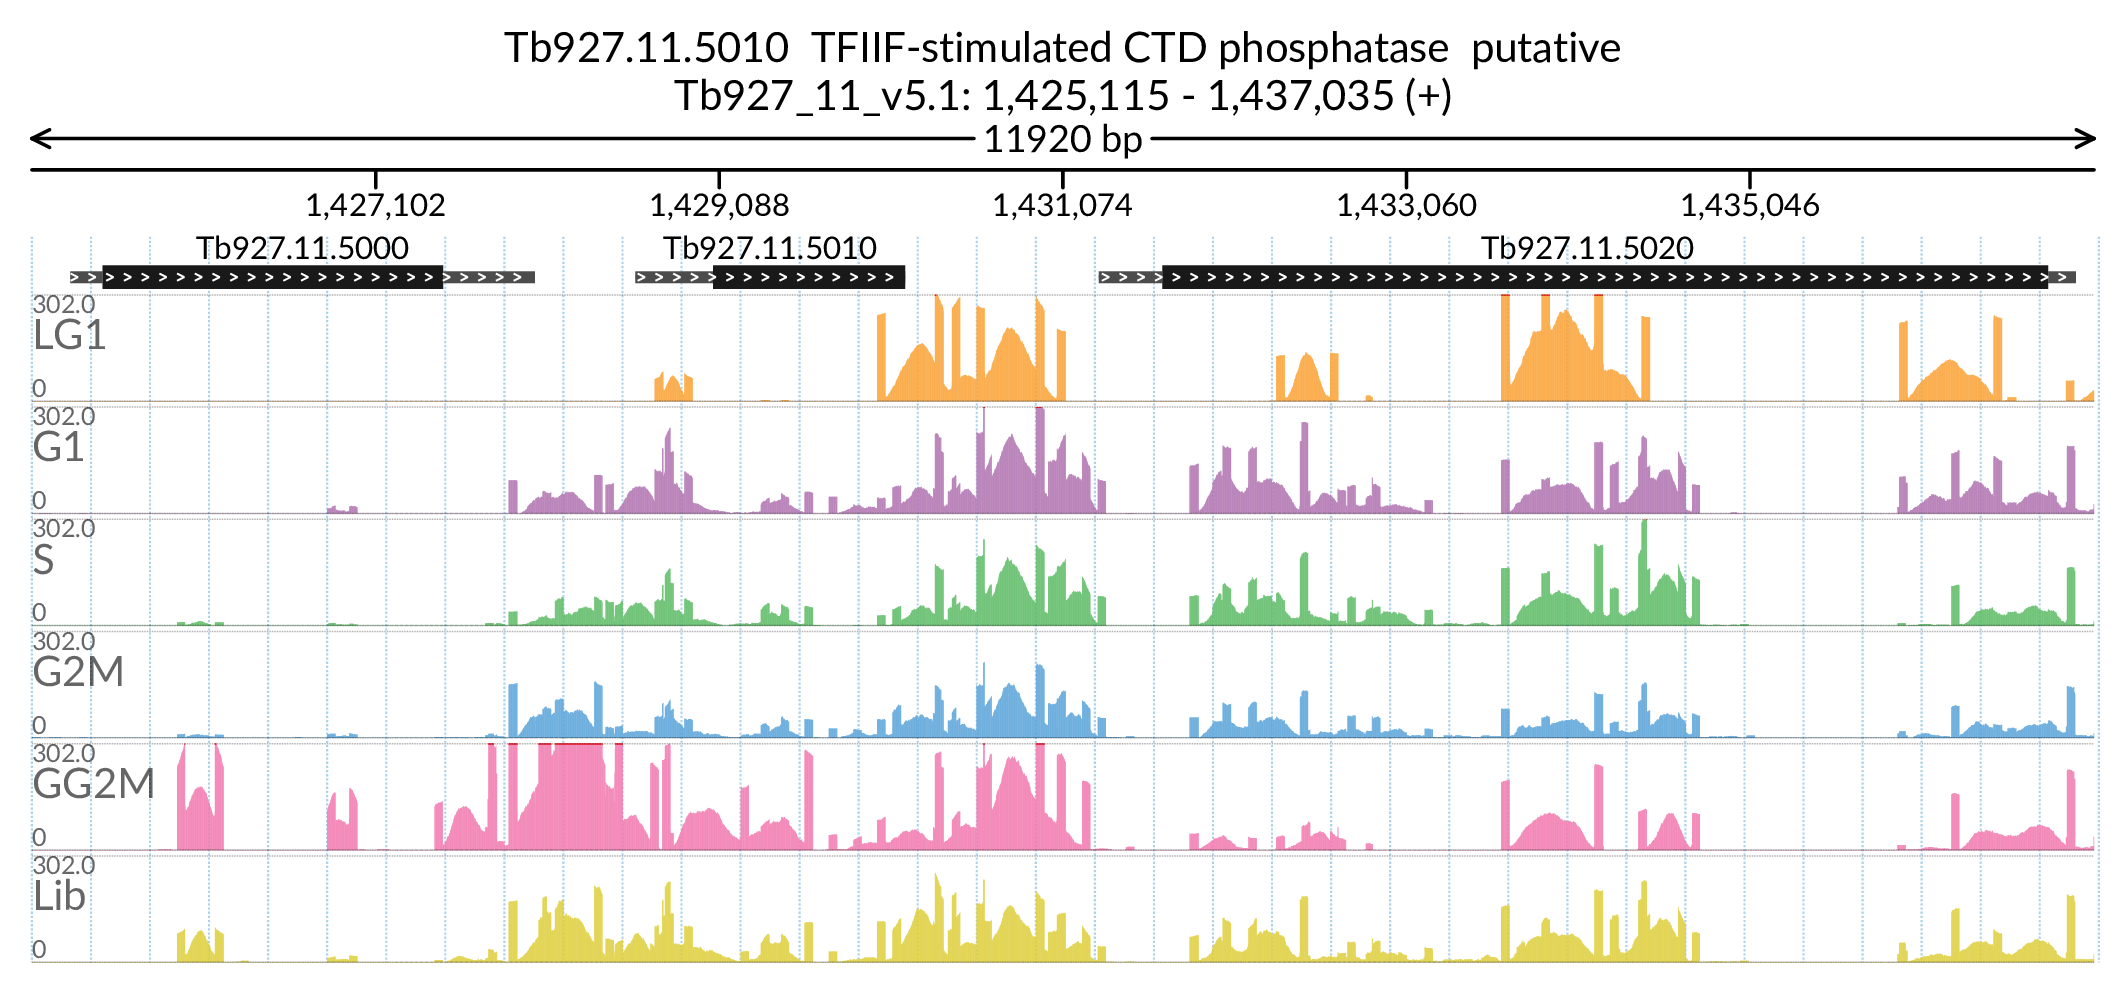 Tb927.11.5010  TFIIF-stimulated CTD phosphatase  putative
Tb927_11_v5.1: 1,425,115 - 1,437,035 (+)
11920 bp
1,427,102 1,429,088 1,431,074 1,433,060 1,435,046
Tb927.11.5000 Tb927.11.5010 Tb927.11.5020
302.0
LG1
0
302.0
G1
0
302.0
S
0
302.0
G2M
0
302.0
GG2M
0
302.0
Lib
0